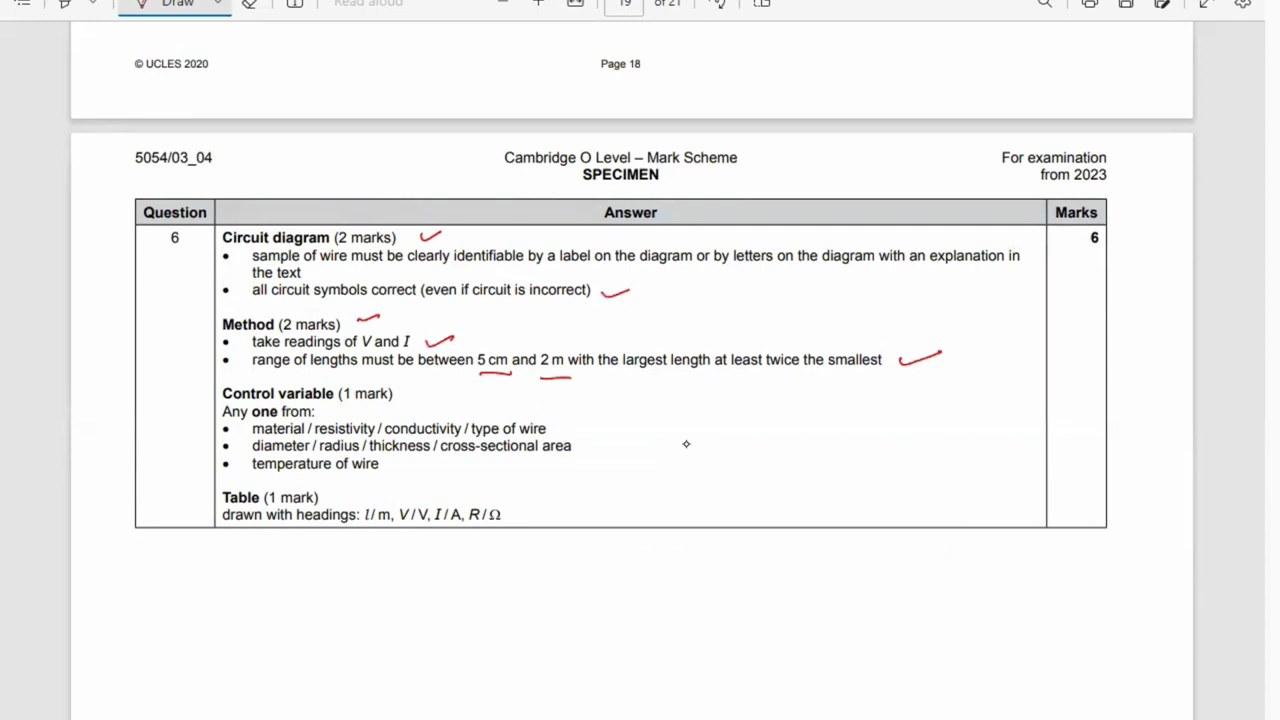 Draw
Read aloud
19 of 21
© UCLES 2020
Page 18
5054/03_04
Cambridge O Level – Mark Scheme
For examination
SPECIMEN
from 2023
Question
Answer
Marks
6
Circuit diagram (2 marks)
6
• sample of wire must be clearly identifiable by a label on the diagram or by letters on the diagram with an explanation in
the text
• all circuit symbols correct (even if circuit is incorrect)
Method (2 marks)
• take readings of V and I
• range of lengths must be between 5 cm and 2 m with the largest length at least twice the smallest
Control variable (1 mark)
Any one from:
• material / resistivity / conductivity / type of wire
• diameter / radius / thickness / cross-sectional area
• temperature of wire
Table (1 mark)
drawn with headings: l / m, V / V, I / A, R / Ω